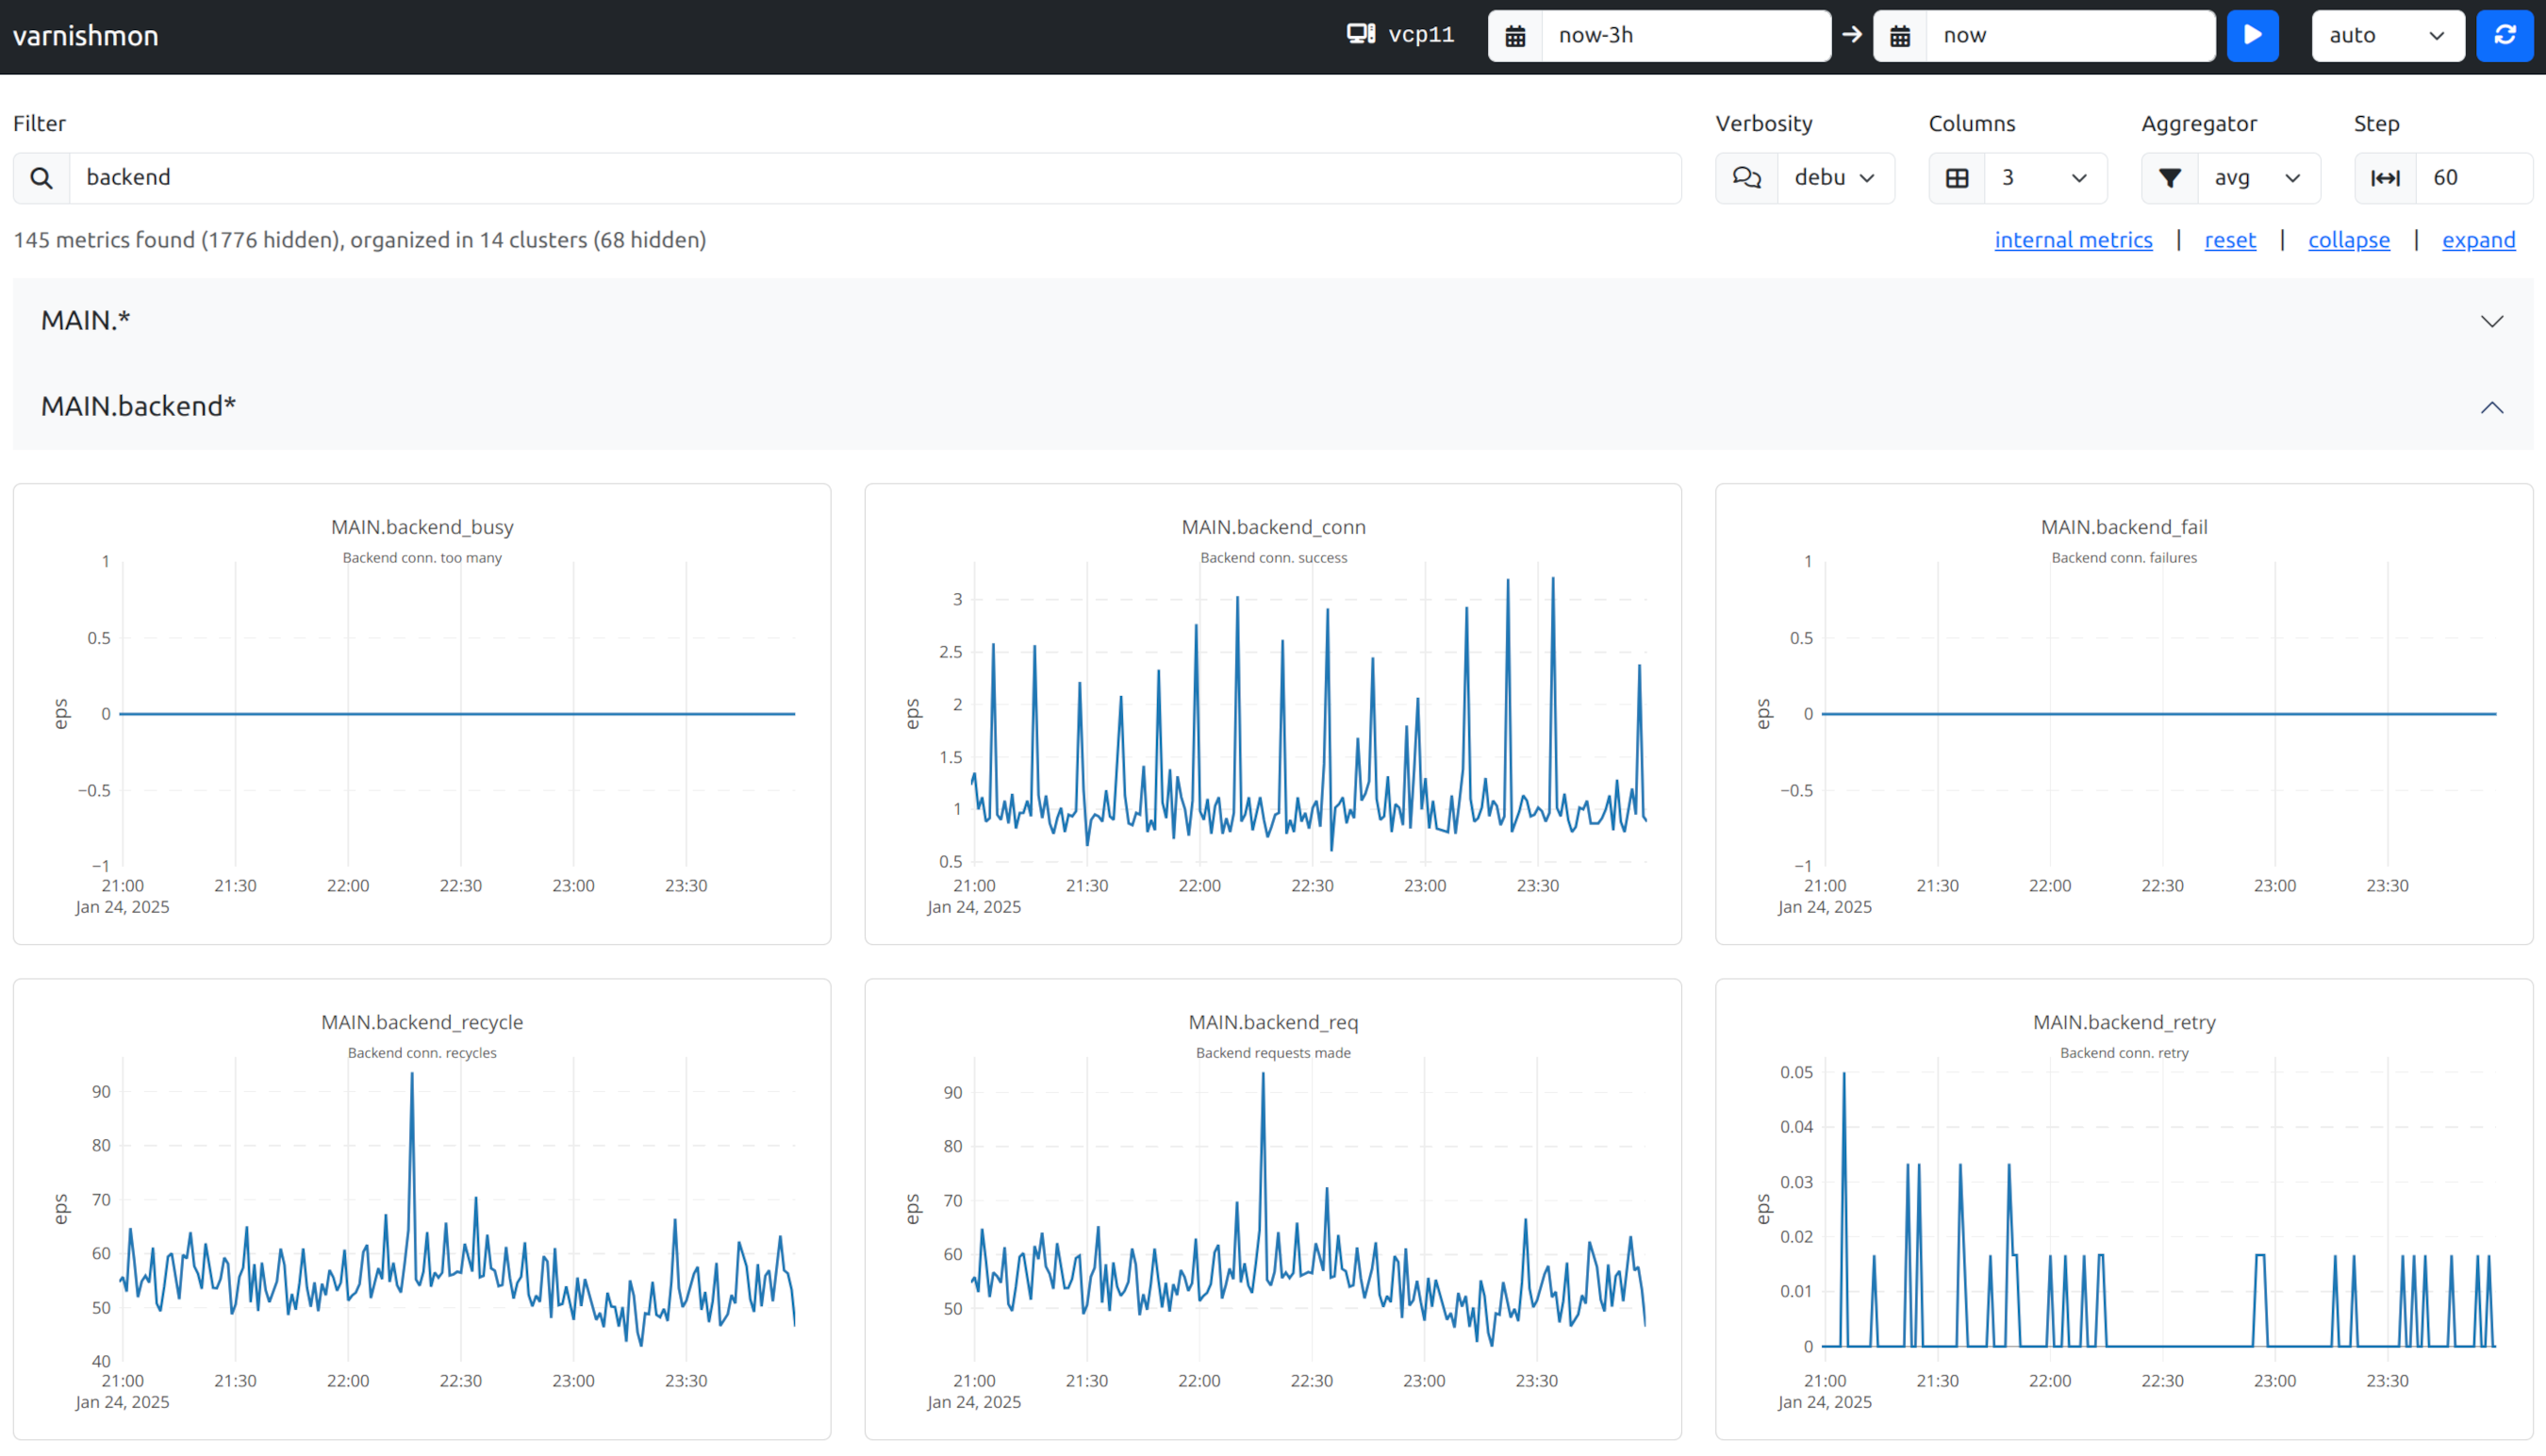 varnishmon
vcp11
now-3h
now
auto
Filter
Verbosity
Columns
Aggregator
Step
backend
debu
3
avg
60
145 metrics found (1776 hidden), organized in 14 clusters (68 hidden)
internal metrics | reset | collapse | expand
MAIN.*
MAIN.backend*
MAIN.backend_busy
Backend conn. too many
1
0.5
0
−0.5
−1
eps
21:00 21:30 22:00 22:30 23:00 23:30
Jan 24, 2025
MAIN.backend_conn
Backend conn. success
3
2.5
2
1.5
1
0.5
eps
21:00 21:30 22:00 22:30 23:00 23:30
Jan 24, 2025
MAIN.backend_fail
Backend conn. failures
1
0.5
0
−0.5
−1
eps
21:00 21:30 22:00 22:30 23:00 23:30
Jan 24, 2025
MAIN.backend_recycle
Backend conn. recycles
90
80
70
60
50
40
eps
21:00 21:30 22:00 22:30 23:00 23:30
Jan 24, 2025
MAIN.backend_req
Backend requests made
90
80
70
60
50
eps
21:00 21:30 22:00 22:30 23:00 23:30
Jan 24, 2025
MAIN.backend_retry
Backend conn. retry
0.05
0.04
0.03
0.02
0.01
0
eps
21:00 21:30 22:00 22:30 23:00 23:30
Jan 24, 2025